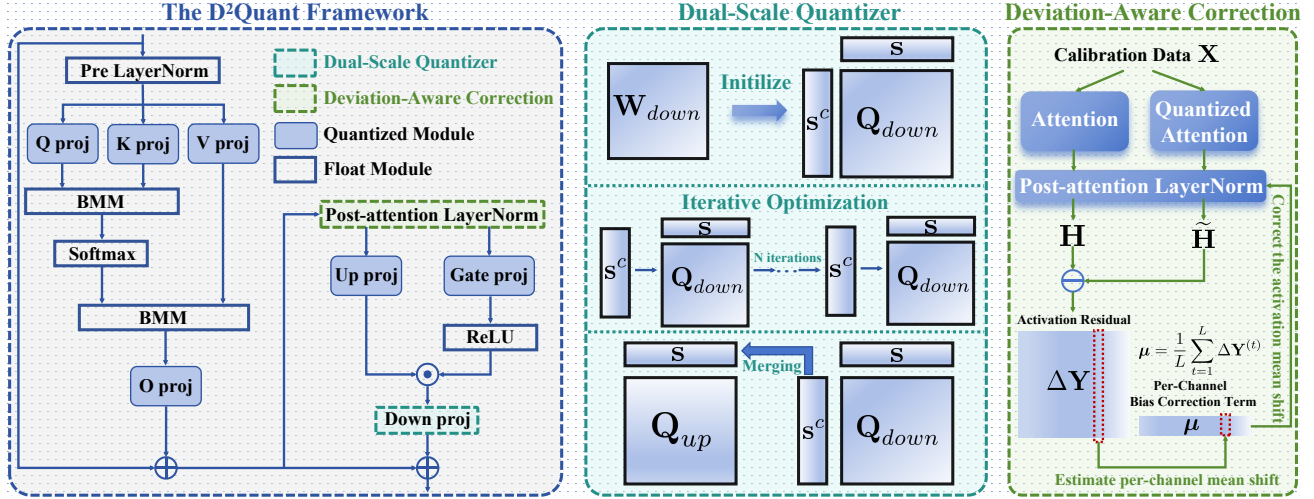 The D²Quant Framework
Pre LayerNorm
Q proj
K proj
V proj
BMM
Softmax
BMM
O proj
Dual-Scale Quantizer
Deviation-Aware Correction
Quantized Module
Float Module
Post-attention LayerNorm
Up proj
Gate proj
ReLU
Down proj
Dual-Scale Quantizer
W_down
Initilize
s
s^c
Q_down
Iterative Optimization
s^c
s
Q_down
N iterations
s^c
s
Q_down
s
Q_up
Merging
s^c
s
Q_down
Deviation-Aware Correction
Calibration Data X
Attention
Quantized
Attention
Post-attention LayerNorm
H
H̃
Activation Residual
ΔY
μ = 1/L ∑_{t=1}^{L} ΔY^{(t)}
Per-Channel
Bias Correction Term
μ
Estimate per-channel mean shift
Correct the activation mean shift